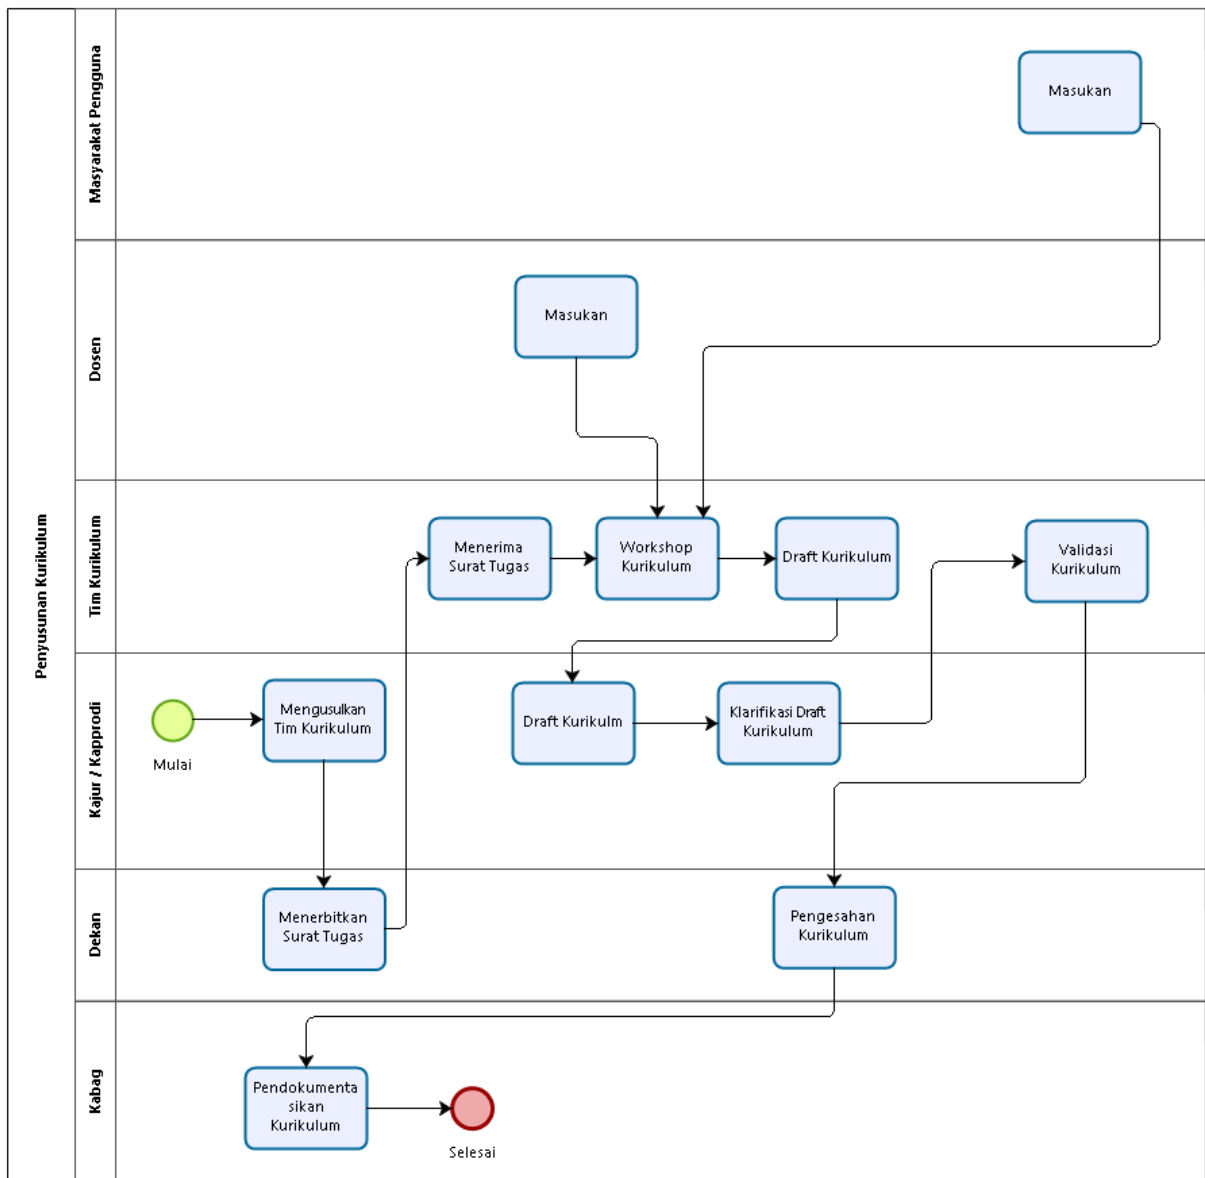 Penyusunan Kurikulum
Masyarakat Pengguna
Masukan
Dosen
Masukan
Tim Kurikulum
Menerima
Surat Tugas
Workshop
Kurikulum
Draft Kurikulum
Validasi
Kurikulum
Kajur / Kapprodi
Mulai
Mengusulkan
Tim Kurikulum
Draft Kurikulm
Klarifikasi Draft
Kurikulum
Dekan
Menerbitkan
Surat Tugas
Pengesahan
Kurikulum
Kabag
Pendokumenta
sikan
Kurikulum
Selesai